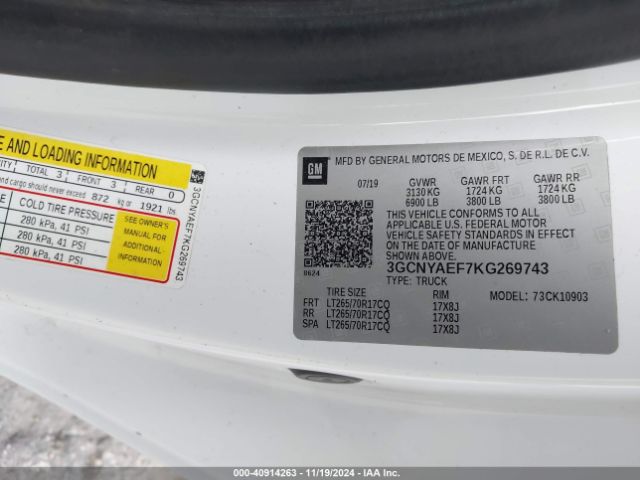 E AND LOADING INFORMATION
ITY TOTAL 3 FRONT 3 REAR 0
and cargo should never exceed 872 kg or 1921 lbs
E COLD TIRE PRESSURE
280 kPa, 41 PSI
280 kPa, 41 PSI
280 kPa, 41 PSI
SEE OWNER'S
MANUAL FOR
ADDITIONAL
INFORMATION
3GCNYAEF7KG269743
GM
MFD BY GENERAL MOTORS DE MEXICO, S. DE R.L. DE C.V.
07/19 GVWR GAWR FRT GAWR RR
3130 KG 1724 KG 1724 KG
6900 LB 3800 LB 3800 LB
THIS VEHICLE CONFORMS TO ALL
APPLICABLE U.S. FEDERAL MOTOR
VEHICLE SAFETY STANDARDS IN EFFECT
ON THE DATE OF MANUFACTURE
SHOWN ABOVE.
3GCNYAEF7KG269743
0624 TYPE: TRUCK
TIRE SIZE RIM MODEL: 73CK10903
FRT LT265/70R17CQ 17X8J
RR LT265/70R17CQ 17X8J
SPA LT265/70R17CQ 17X8J
000-40914263 - 11/19/2024 - IAA. Inc.